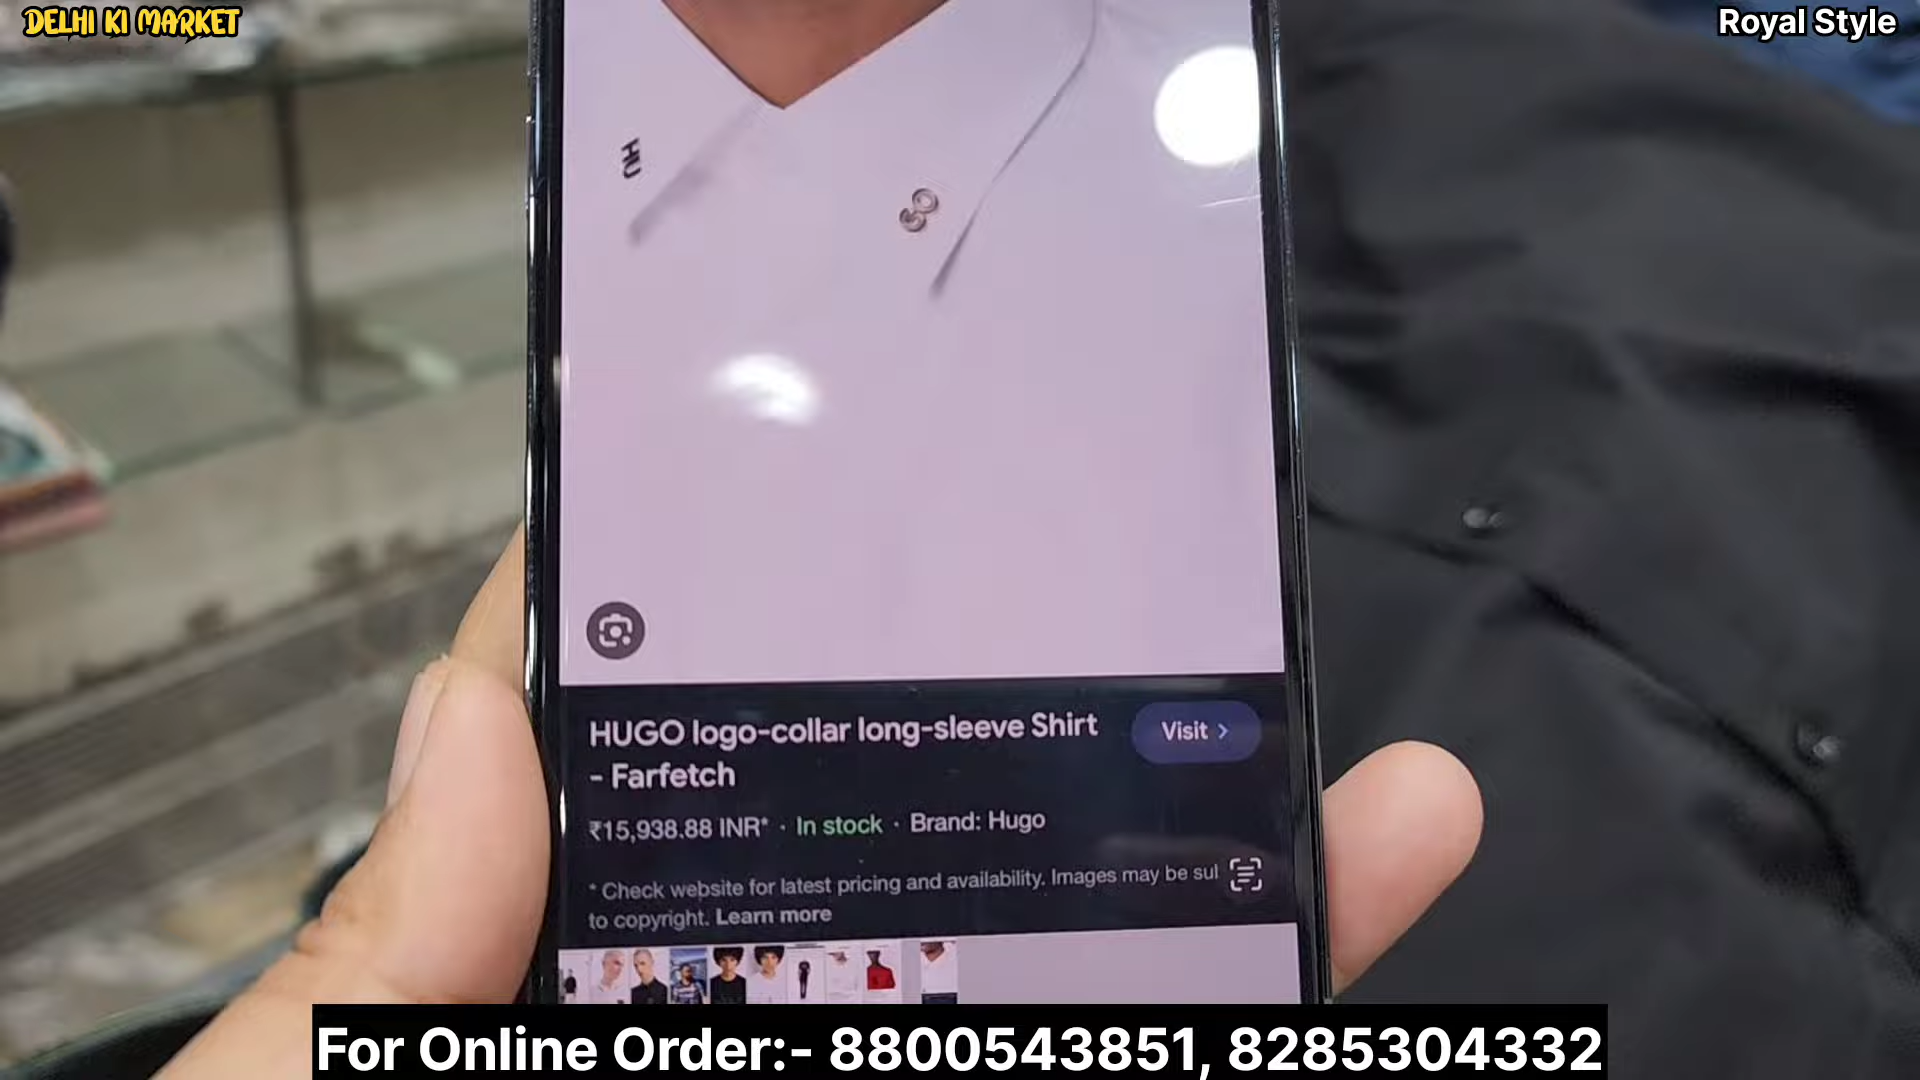 DELHI KI MARKET
Royal Style
HU
GO
HUGO logo-collar long-sleeve Shirt
- Farfetch
Visit >
₹15,938.88 INR* · In stock · Brand: Hugo
* Check website for latest pricing and availability. Images may be sul
to copyright. Learn more
For Online Order:- 8800543851, 8285304332